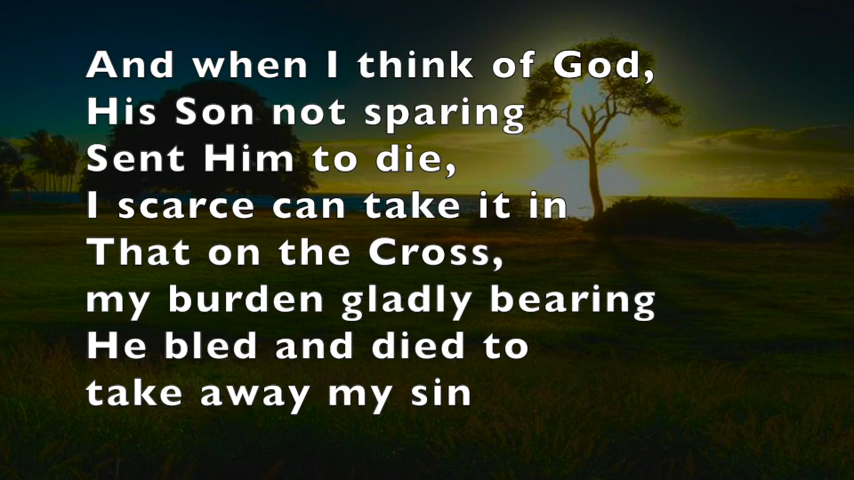 And when I think of God,
His Son not sparing
Sent Him to die,
I scarce can take it in
That on the Cross,
my burden gladly bearing
He bled and died to
take away my sin